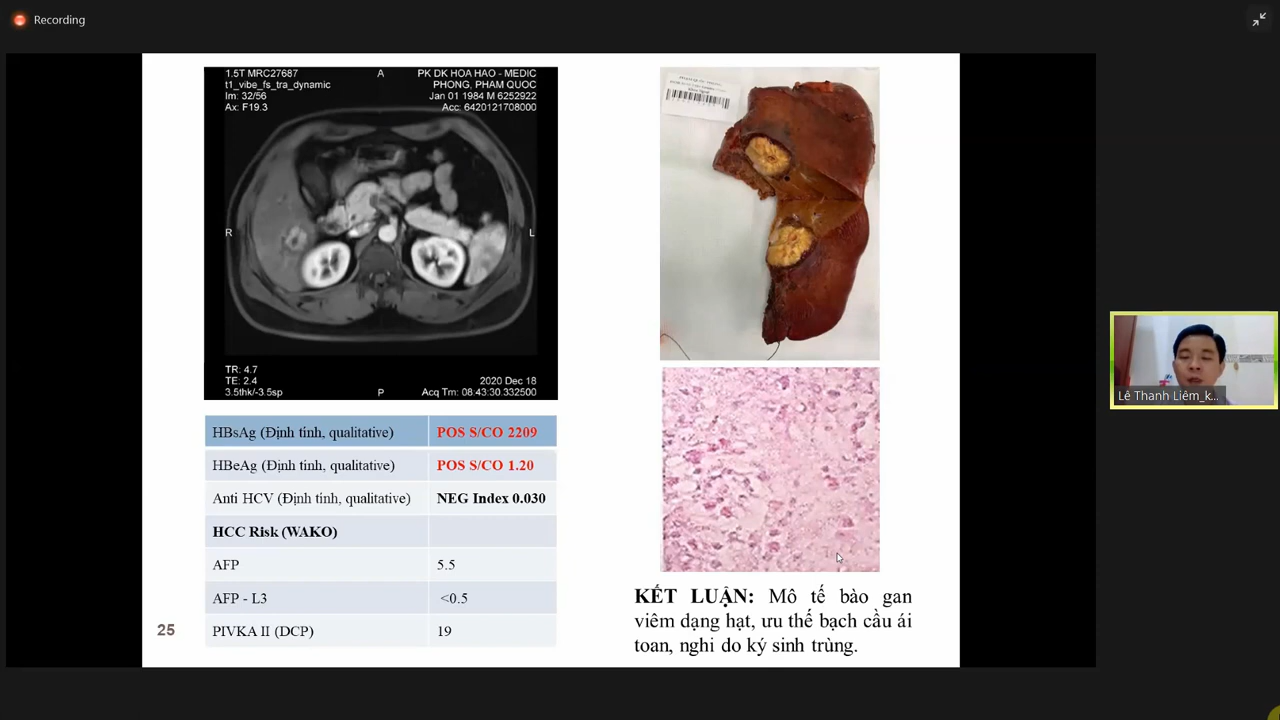 Recording
1.5T MRC27687
t1_vibe_fs_tra_dynamic
Im: 32/56
Ax: F19.3
A
PK DK HOA HAO - MEDIC
PHONG, PHAM QUOC
Jan 01 1984 M 6252922
Acc: 6420121708000
R
L
TR: 4.7
TE: 2.4
3.5thk/-3.5sp
P
2020 Dec 18
Acq Tm: 08:43:30.332500
HBsAg (Định tính, qualitative) POS S/CO 2209
HBeAg (Định tính, qualitative) POS S/CO 1.20
Anti HCV (Định tính, qualitative) NEG Index 0.030
HCC Risk (WAKO)
AFP 5.5
AFP - L3 <0.5
PIVKA II (DCP) 19
25
KẾT LUẬN: Mô tế bào gan
viêm dạng hạt, ưu thế bạch cầu ái
toan, nghi do ký sinh trùng.
Lê Thanh Liêm_k...